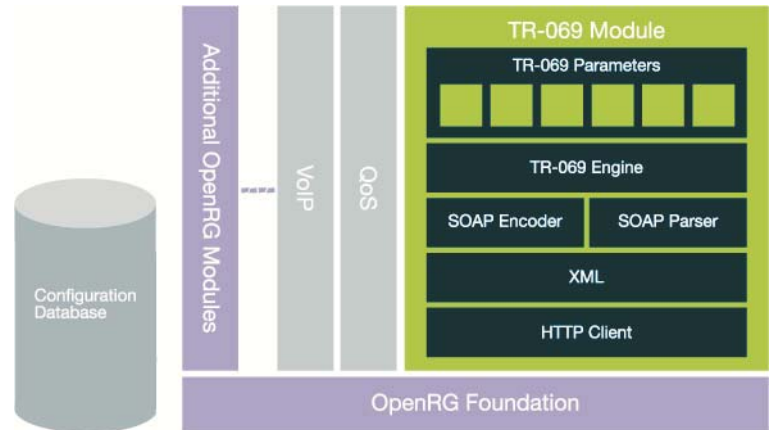 TR-069 Module
TR-069 Parameters
TR-069 Engine
SOAP Encoder
SOAP Parser
XML
HTTP Client
QoS
VoIP
Additional OpenRG Modules
Configuration
Database
OpenRG Foundation